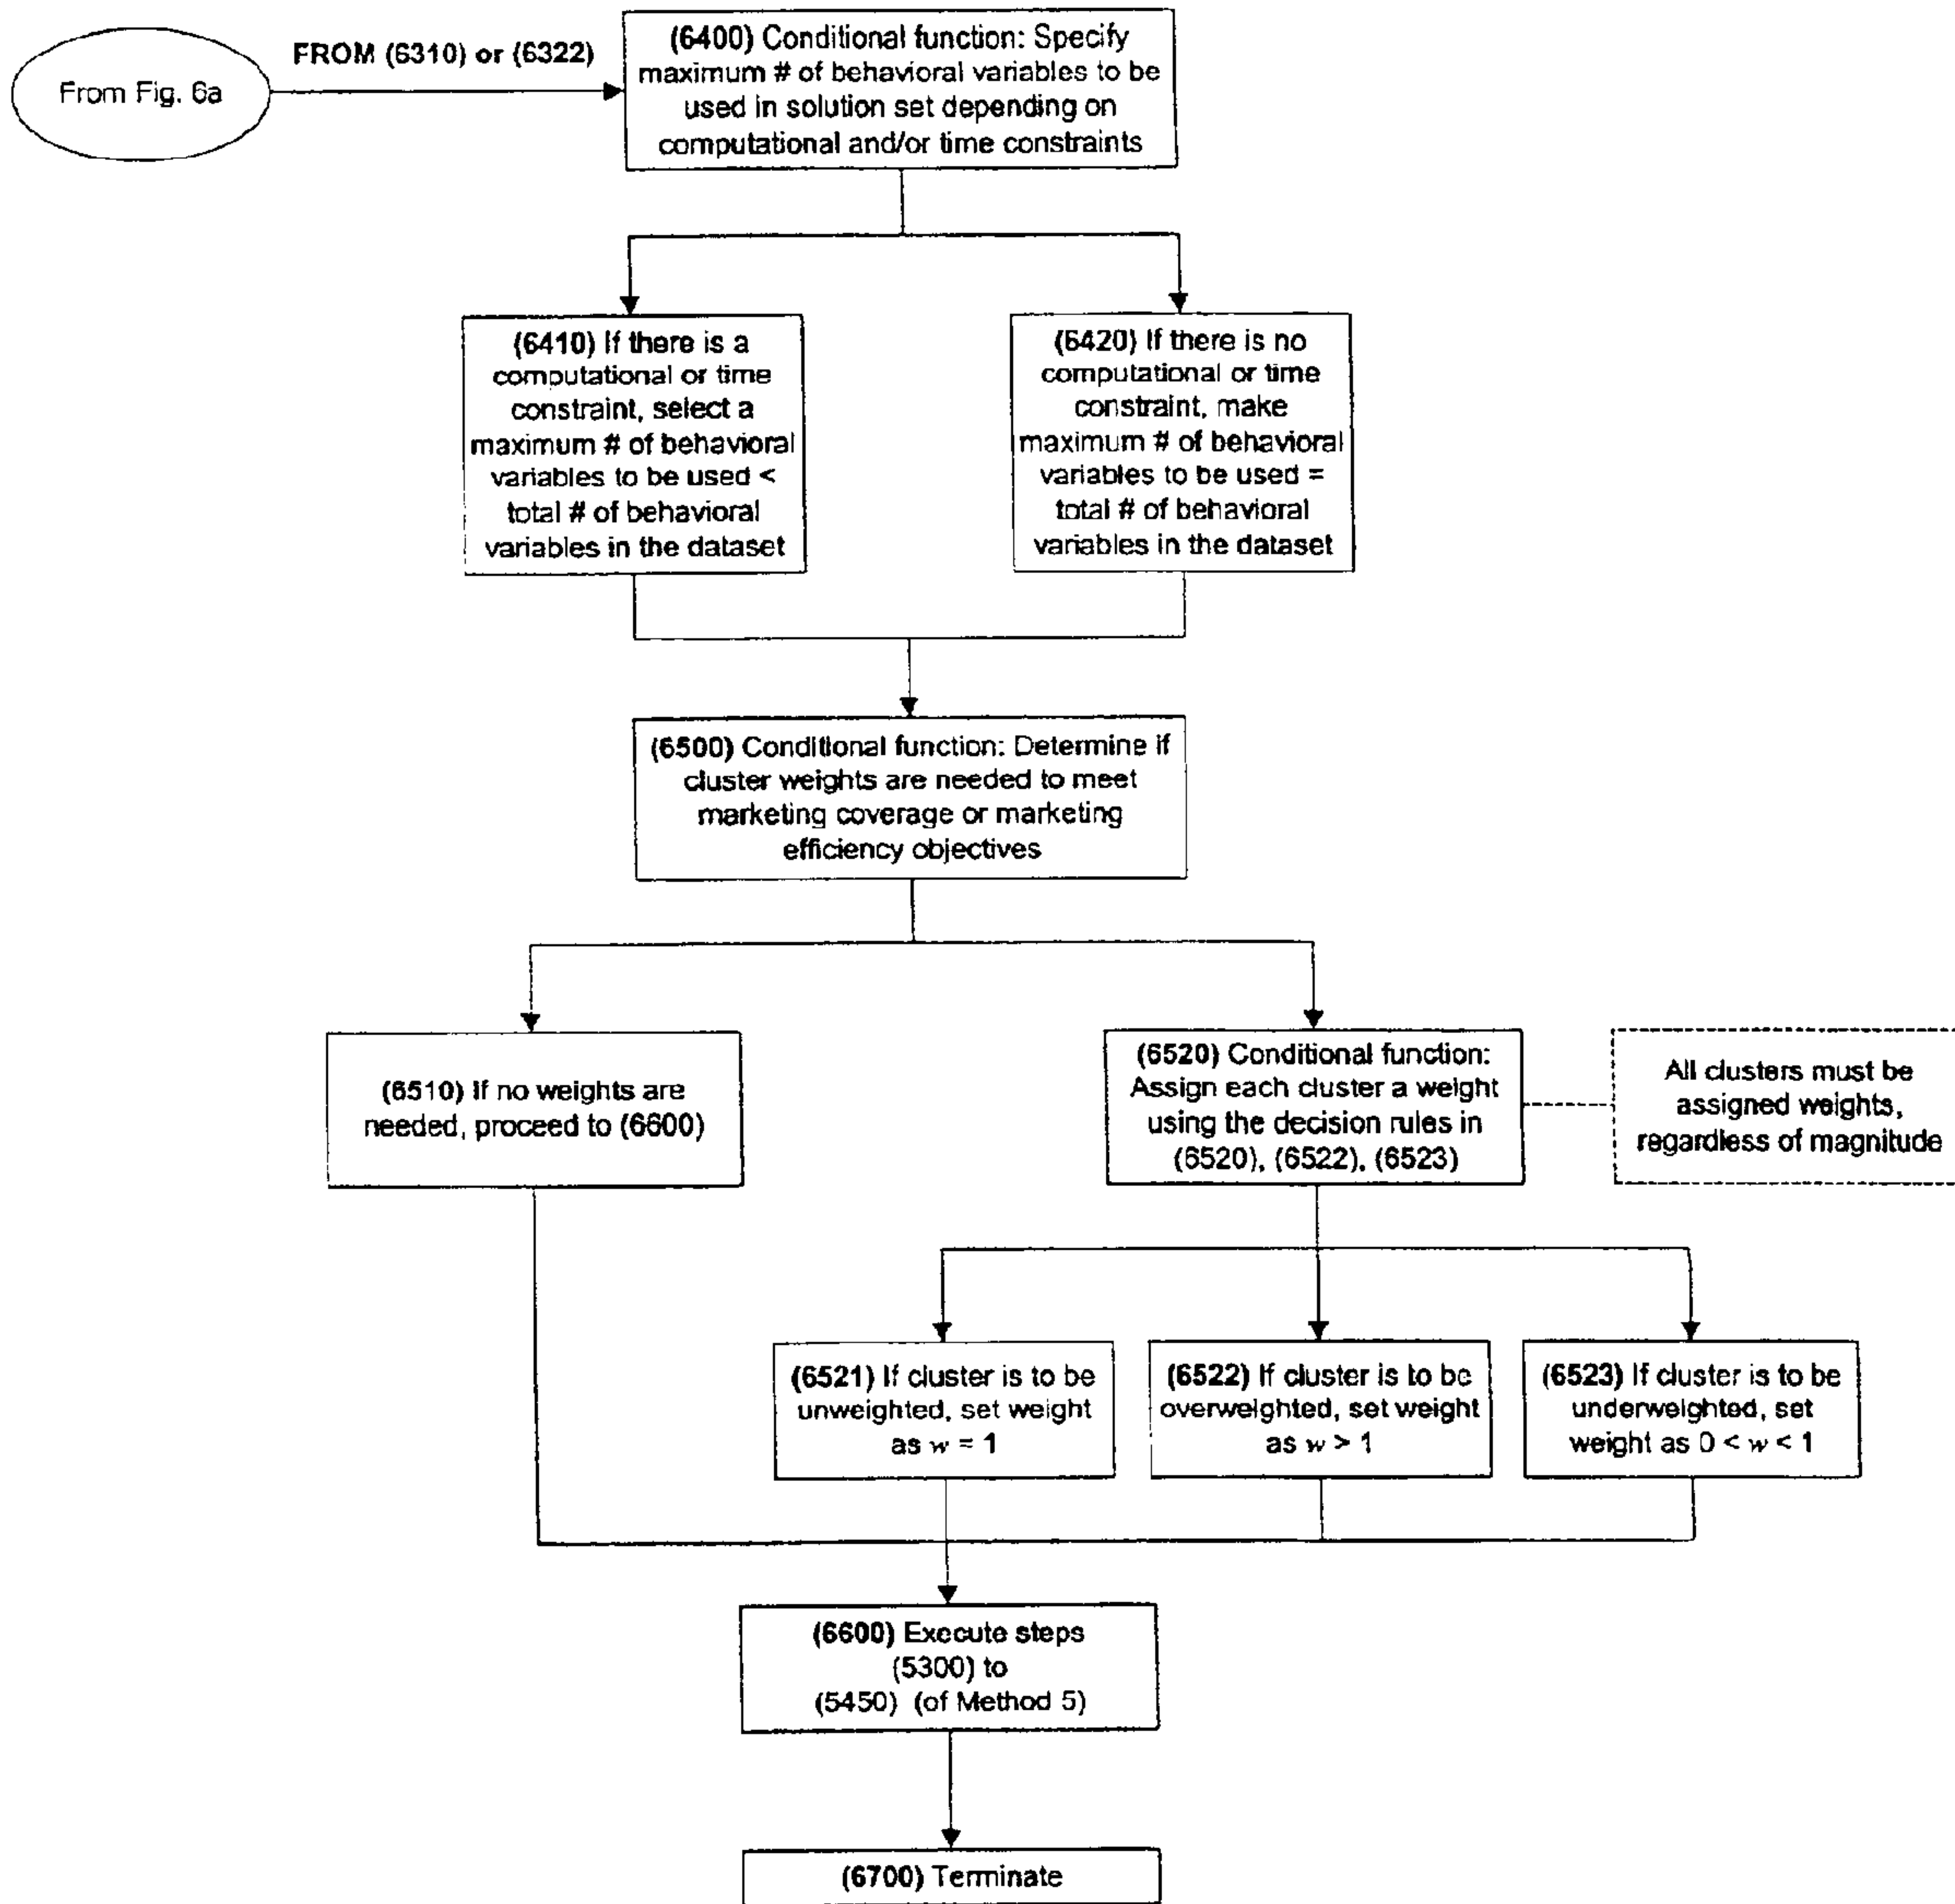 From Fig. 6a
FROM (6310) or (6322)
(6400) Conditional function: Specify
maximum # of behavioral variables to be
used in solution set depending on
computational and/or time constraints
(6410) If there is a
computational or time
constraint, select a
maximum # of behavioral
variables to be used <
total # of behavioral
variables in the dataset
(6420) If there is no
computational or time
constraint, make
maximum # of behavioral
variables to be used =
total # of behavioral
variables in the dataset
(6500) Conditional function: Determine if
cluster weights are needed to meet
marketing coverage or marketing
efficiency objectives
(6510) If no weights are
needed, proceed to (6600)
(6520) Conditional function:
Assign each cluster a weight
using the decision rules in
(6520), (6522), (6523)
All clusters must be
assigned weights,
regardless of magnitude
(6521) If cluster is to be
unweighted, set weight
as w = 1
(6522) If cluster is to be
overweighted, set weight
as w > 1
(6523) If cluster is to be
underweighted, set
weight as 0 < w < 1
(6600) Execute steps
(5300) to
(5450) (of Method 5)
(6700) Terminate